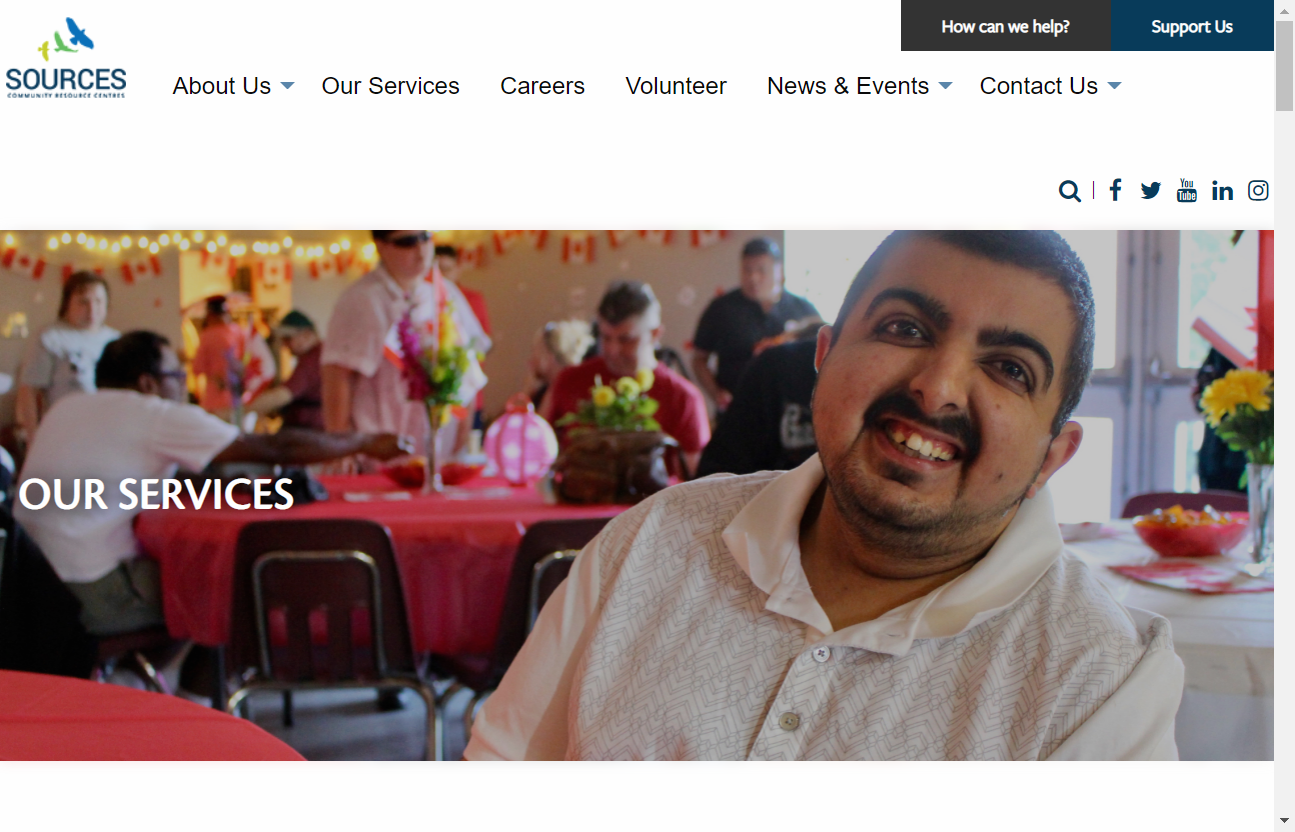 How can we help?
Support Us
SOURCES
COMMUNITY RESOURCE CENTRES
About Us
Our Services
Careers
Volunteer
News & Events
Contact Us
You
Tube
OUR SERVICES